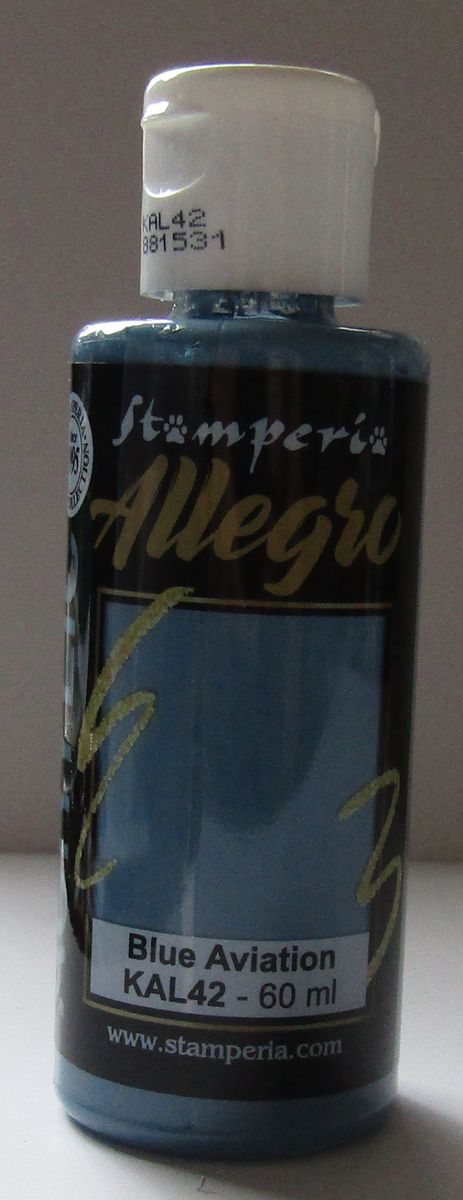 KAL42
881531
Stamperia
Allegro
Blue Aviation
KAL42 - 60 ml
www.stamperia.com